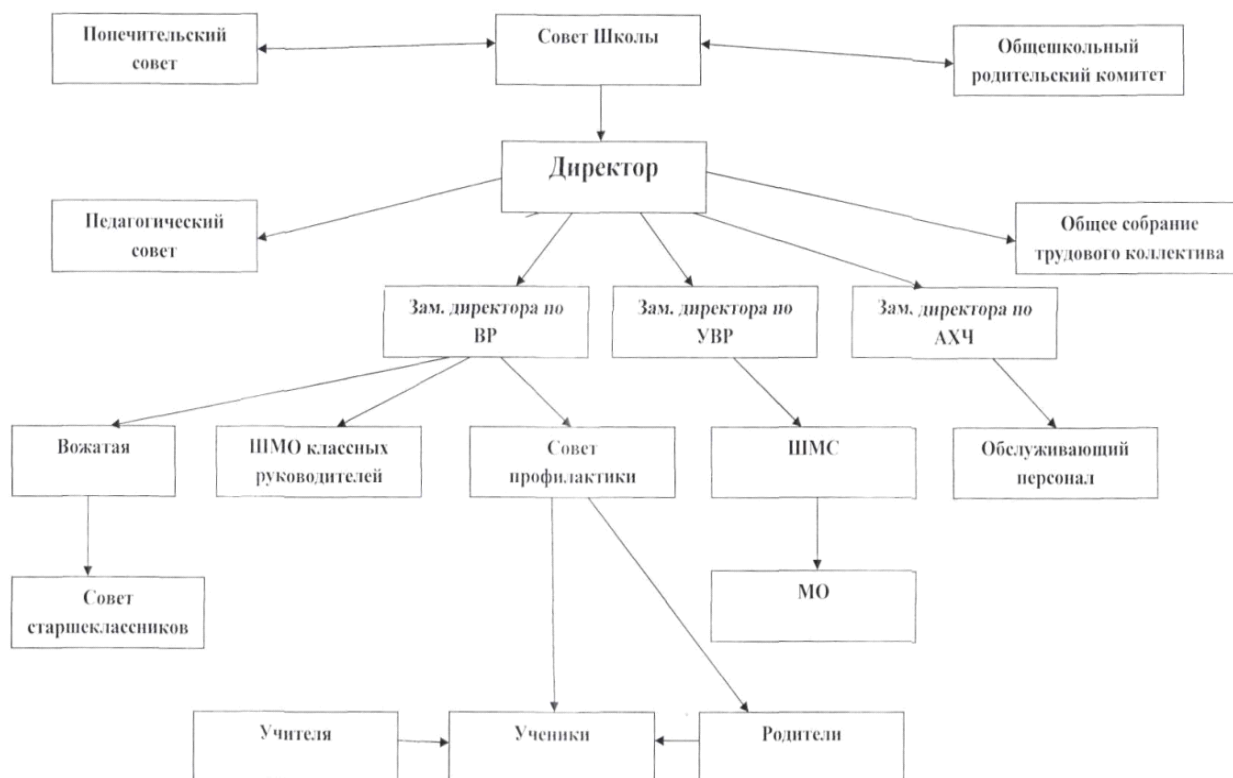 Попечительский
совет
Совет Школы
Общешкольный
родительский комитет
Директор
Педагогический
совет
Общее собрание
трудового коллектива
Зам. директора по
ВР
Зам. директора по
УВР
Зам. директора по
АХЧ
Вожатая
ШМО классных
руководителей
Совет
профилактики
ШМС
Обслуживающий
персонал
Совет
старшеклассников
МО
Учителя
Ученики
Родители